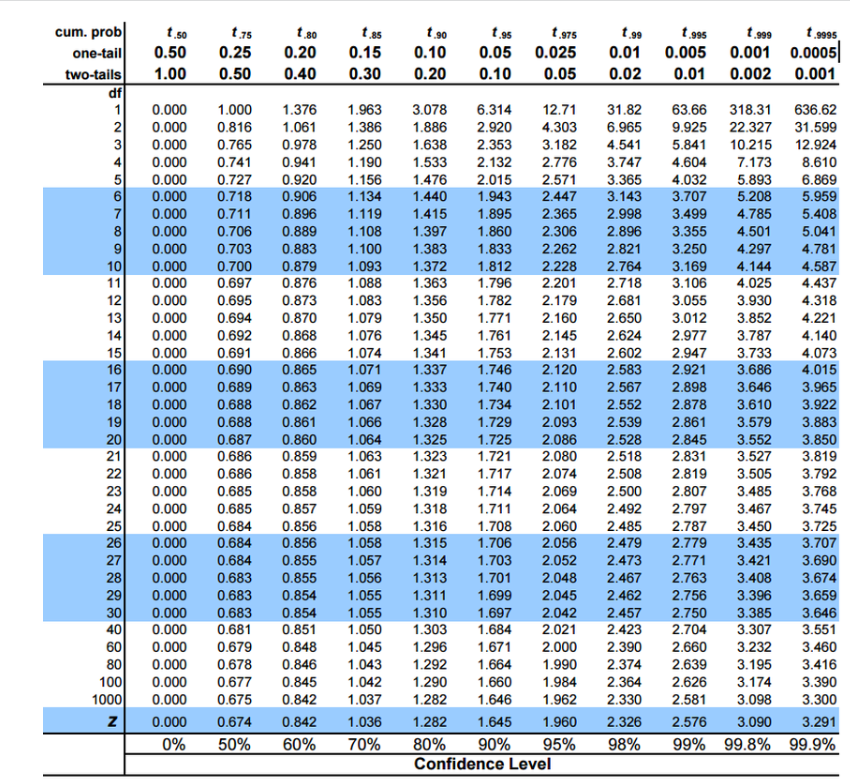 cum. prob t.50 t.75 t.80 t.85 t.90 t.95 t.975 t.99 t.995 t.999 t.9995
one-tail 0.50 0.25 0.20 0.15 0.10 0.05 0.025 0.01 0.005 0.001 0.0005
two-tails 1.00 0.50 0.40 0.30 0.20 0.10 0.05 0.02 0.01 0.002 0.001
df
1 0.000 1.000 1.376 1.963 3.078 6.314 12.71 31.82 63.66 318.31 636.62
2 0.000 0.816 1.061 1.386 1.886 2.920 4.303 6.965 9.925 22.327 31.599
3 0.000 0.765 0.978 1.250 1.638 2.353 3.182 4.541 5.841 10.215 12.924
4 0.000 0.741 0.941 1.190 1.533 2.132 2.776 3.747 4.604 7.173 8.610
5 0.000 0.727 0.920 1.156 1.476 2.015 2.571 3.365 4.032 5.893 6.869
6 0.000 0.718 0.906 1.134 1.440 1.943 2.447 3.143 3.707 5.208 5.959
7 0.000 0.711 0.896 1.119 1.415 1.895 2.365 2.998 3.499 4.785 5.408
8 0.000 0.706 0.889 1.108 1.397 1.860 2.306 2.896 3.355 4.501 5.041
9 0.000 0.703 0.883 1.100 1.383 1.833 2.262 2.821 3.250 4.297 4.781
10 0.000 0.700 0.879 1.093 1.372 1.812 2.228 2.764 3.169 4.144 4.587
11 0.000 0.697 0.876 1.088 1.363 1.796 2.201 2.718 3.106 4.025 4.437
12 0.000 0.695 0.873 1.083 1.356 1.782 2.179 2.681 3.055 3.930 4.318
13 0.000 0.694 0.870 1.079 1.350 1.771 2.160 2.650 3.012 3.852 4.221
14 0.000 0.692 0.868 1.076 1.345 1.761 2.145 2.624 2.977 3.787 4.140
15 0.000 0.691 0.866 1.074 1.341 1.753 2.131 2.602 2.947 3.733 4.073
16 0.000 0.690 0.865 1.071 1.337 1.746 2.120 2.583 2.921 3.686 4.015
17 0.000 0.689 0.863 1.069 1.333 1.740 2.110 2.567 2.898 3.646 3.965
18 0.000 0.688 0.862 1.067 1.330 1.734 2.101 2.552 2.878 3.610 3.922
19 0.000 0.688 0.861 1.066 1.328 1.729 2.093 2.539 2.861 3.579 3.883
20 0.000 0.687 0.860 1.064 1.325 1.725 2.086 2.528 2.845 3.552 3.850
21 0.000 0.686 0.859 1.063 1.323 1.721 2.080 2.518 2.831 3.527 3.819
22 0.000 0.686 0.858 1.061 1.321 1.717 2.074 2.508 2.819 3.505 3.792
23 0.000 0.685 0.858 1.060 1.319 1.714 2.069 2.500 2.807 3.485 3.768
24 0.000 0.685 0.857 1.059 1.318 1.711 2.064 2.492 2.797 3.467 3.745
25 0.000 0.684 0.856 1.058 1.316 1.708 2.060 2.485 2.787 3.450 3.725
26 0.000 0.684 0.856 1.058 1.315 1.706 2.056 2.479 2.779 3.435 3.707
27 0.000 0.684 0.855 1.057 1.314 1.703 2.052 2.473 2.771 3.421 3.690
28 0.000 0.683 0.855 1.056 1.313 1.701 2.048 2.467 2.763 3.408 3.674
29 0.000 0.683 0.854 1.055 1.311 1.699 2.045 2.462 2.756 3.396 3.659
30 0.000 0.683 0.854 1.055 1.310 1.697 2.042 2.457 2.750 3.385 3.646
40 0.000 0.681 0.851 1.050 1.303 1.684 2.021 2.423 2.704 3.307 3.551
60 0.000 0.679 0.848 1.045 1.296 1.671 2.000 2.390 2.660 3.232 3.460
80 0.000 0.678 0.846 1.043 1.292 1.664 1.990 2.374 2.639 3.195 3.416
100 0.000 0.677 0.845 1.042 1.290 1.660 1.984 2.364 2.626 3.174 3.390
1000 0.000 0.675 0.842 1.037 1.282 1.646 1.962 2.330 2.581 3.098 3.300
Z 0.000 0.674 0.842 1.036 1.282 1.645 1.960 2.326 2.576 3.090 3.291
0% 50% 60% 70% 80% 90% 95% 98% 99% 99.8% 99.9%
Confidence Level